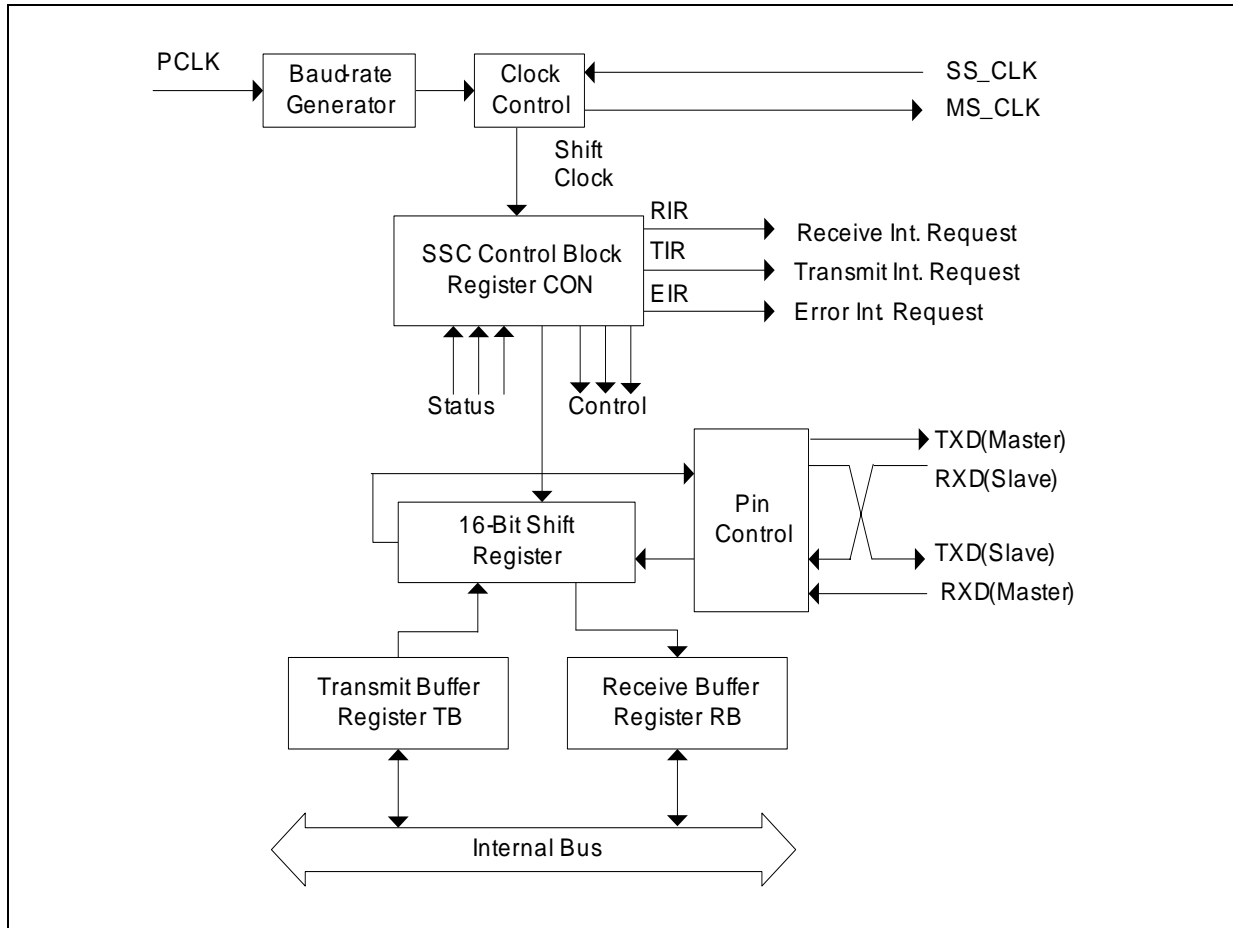 PCLK
Baud-rate
Generator
Clock
Control
SS_CLK
MS_CLK
Shift
Clock
SSC Control Block
Register CON
RIR
TIR
EIR
Receive Int. Request
Transmit Int. Request
Error Int. Request
Status
Control
16-Bit Shift
Register
Pin
Control
TXD(Master)
RXD(Slave)
TXD(Slave)
RXD(Master)
Transmit Buffer
Register TB
Receive Buffer
Register RB
Internal Bus